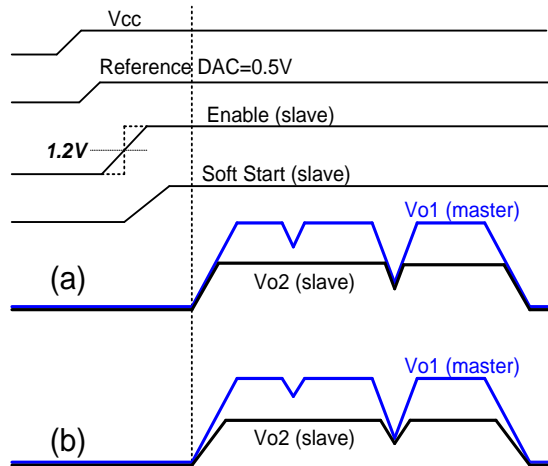 Vcc
Reference DAC=0.5V
Enable (slave)
1.2V
Soft Start (slave)
Vo1 (master)
(a)
Vo2 (slave)
Vo1 (master)
(b)
Vo2 (slave)